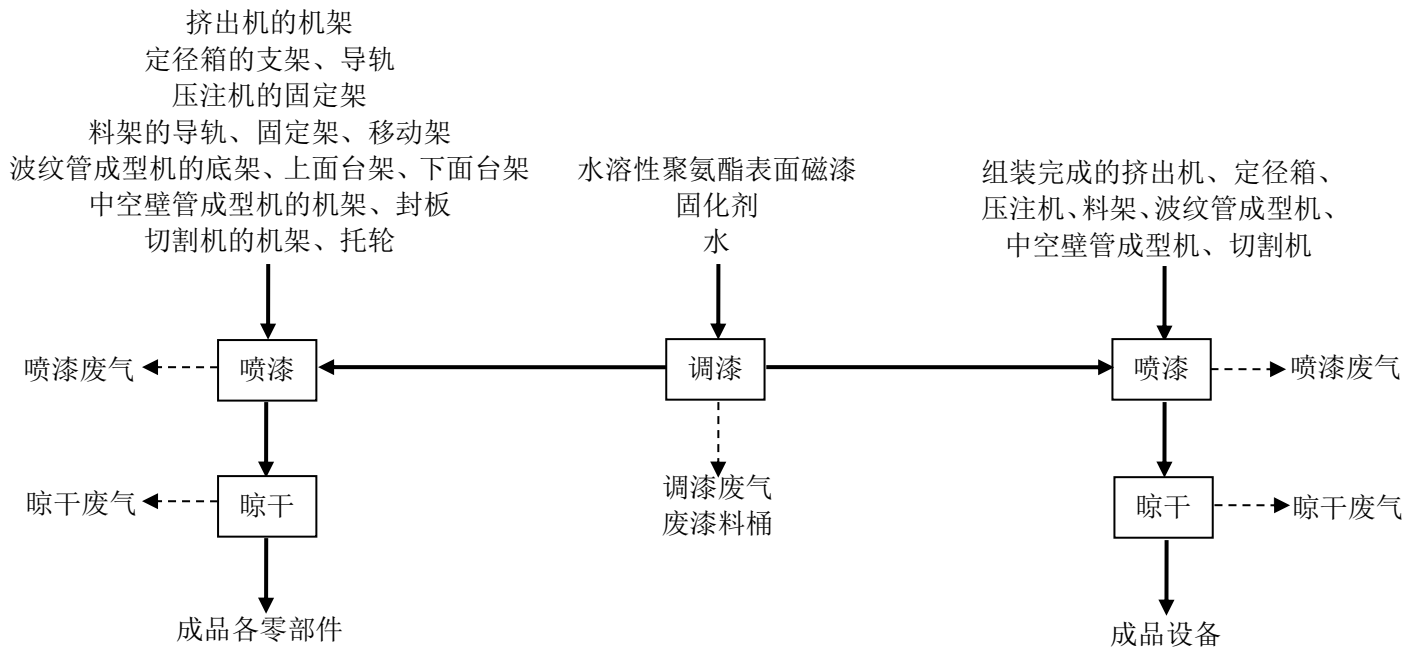 挤出机的机架
定径箱的支架、导轨
压注机的固定架
料架的导轨、固定架、移动架
波纹管成型机的底架、上面台架、下面台架
中空壁管成型机的机架、封板
切割机的机架、托轮
水溶性聚氨酯表面磁漆
固化剂
水
组装完成的挤出机、定径箱、
压注机、料架、波纹管成型机、
中空壁管成型机、切割机
喷漆废气
喷漆
调漆
喷漆
喷漆废气
晾干废气
晾干
调漆废气
废漆料桶
晾干
晾干废气
成品各零部件
成品设备